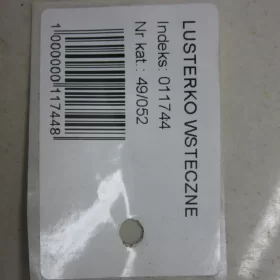 LUSTERKO WSTECZNE
Indeks: 011744
Nr kat.: 49/052
1000000117448